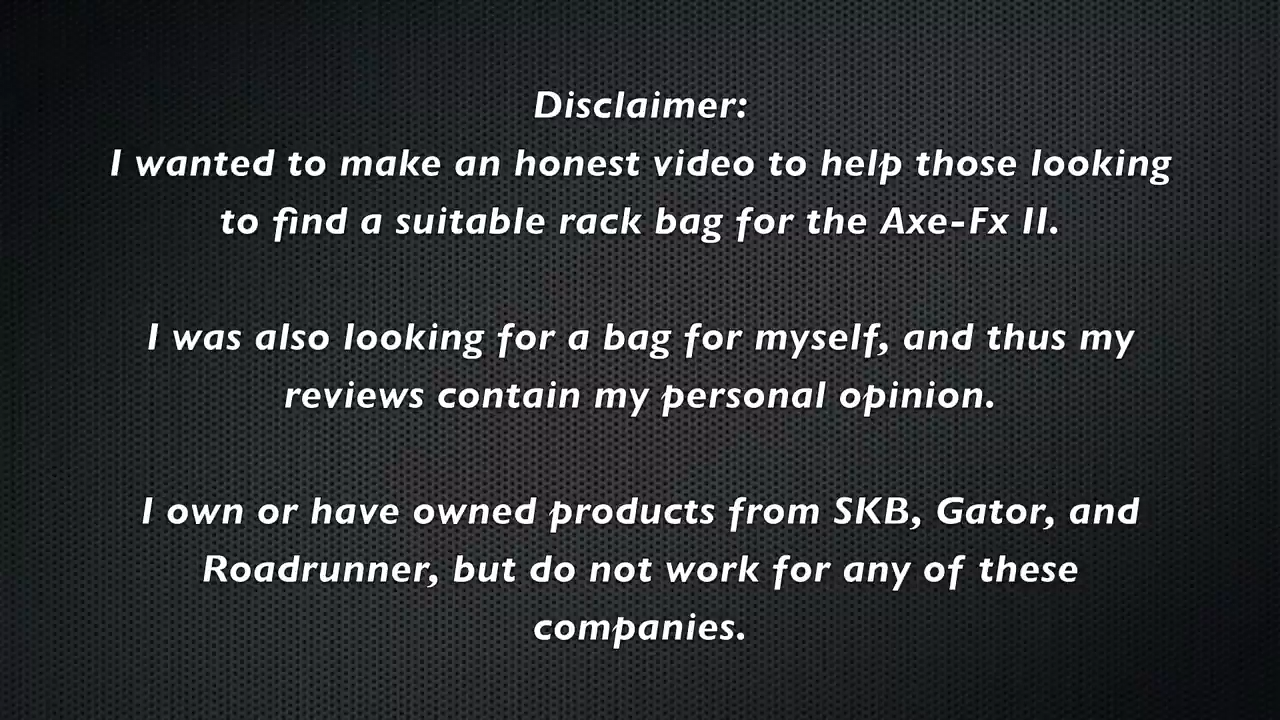 Disclaimer:
I wanted to make an honest video to help those looking
to find a suitable rack bag for the Axe-Fx II.
I was also looking for a bag for myself, and thus my
reviews contain my personal opinion.
I own or have owned products from SKB, Gator, and
Roadrunner, but do not work for any of these
companies.